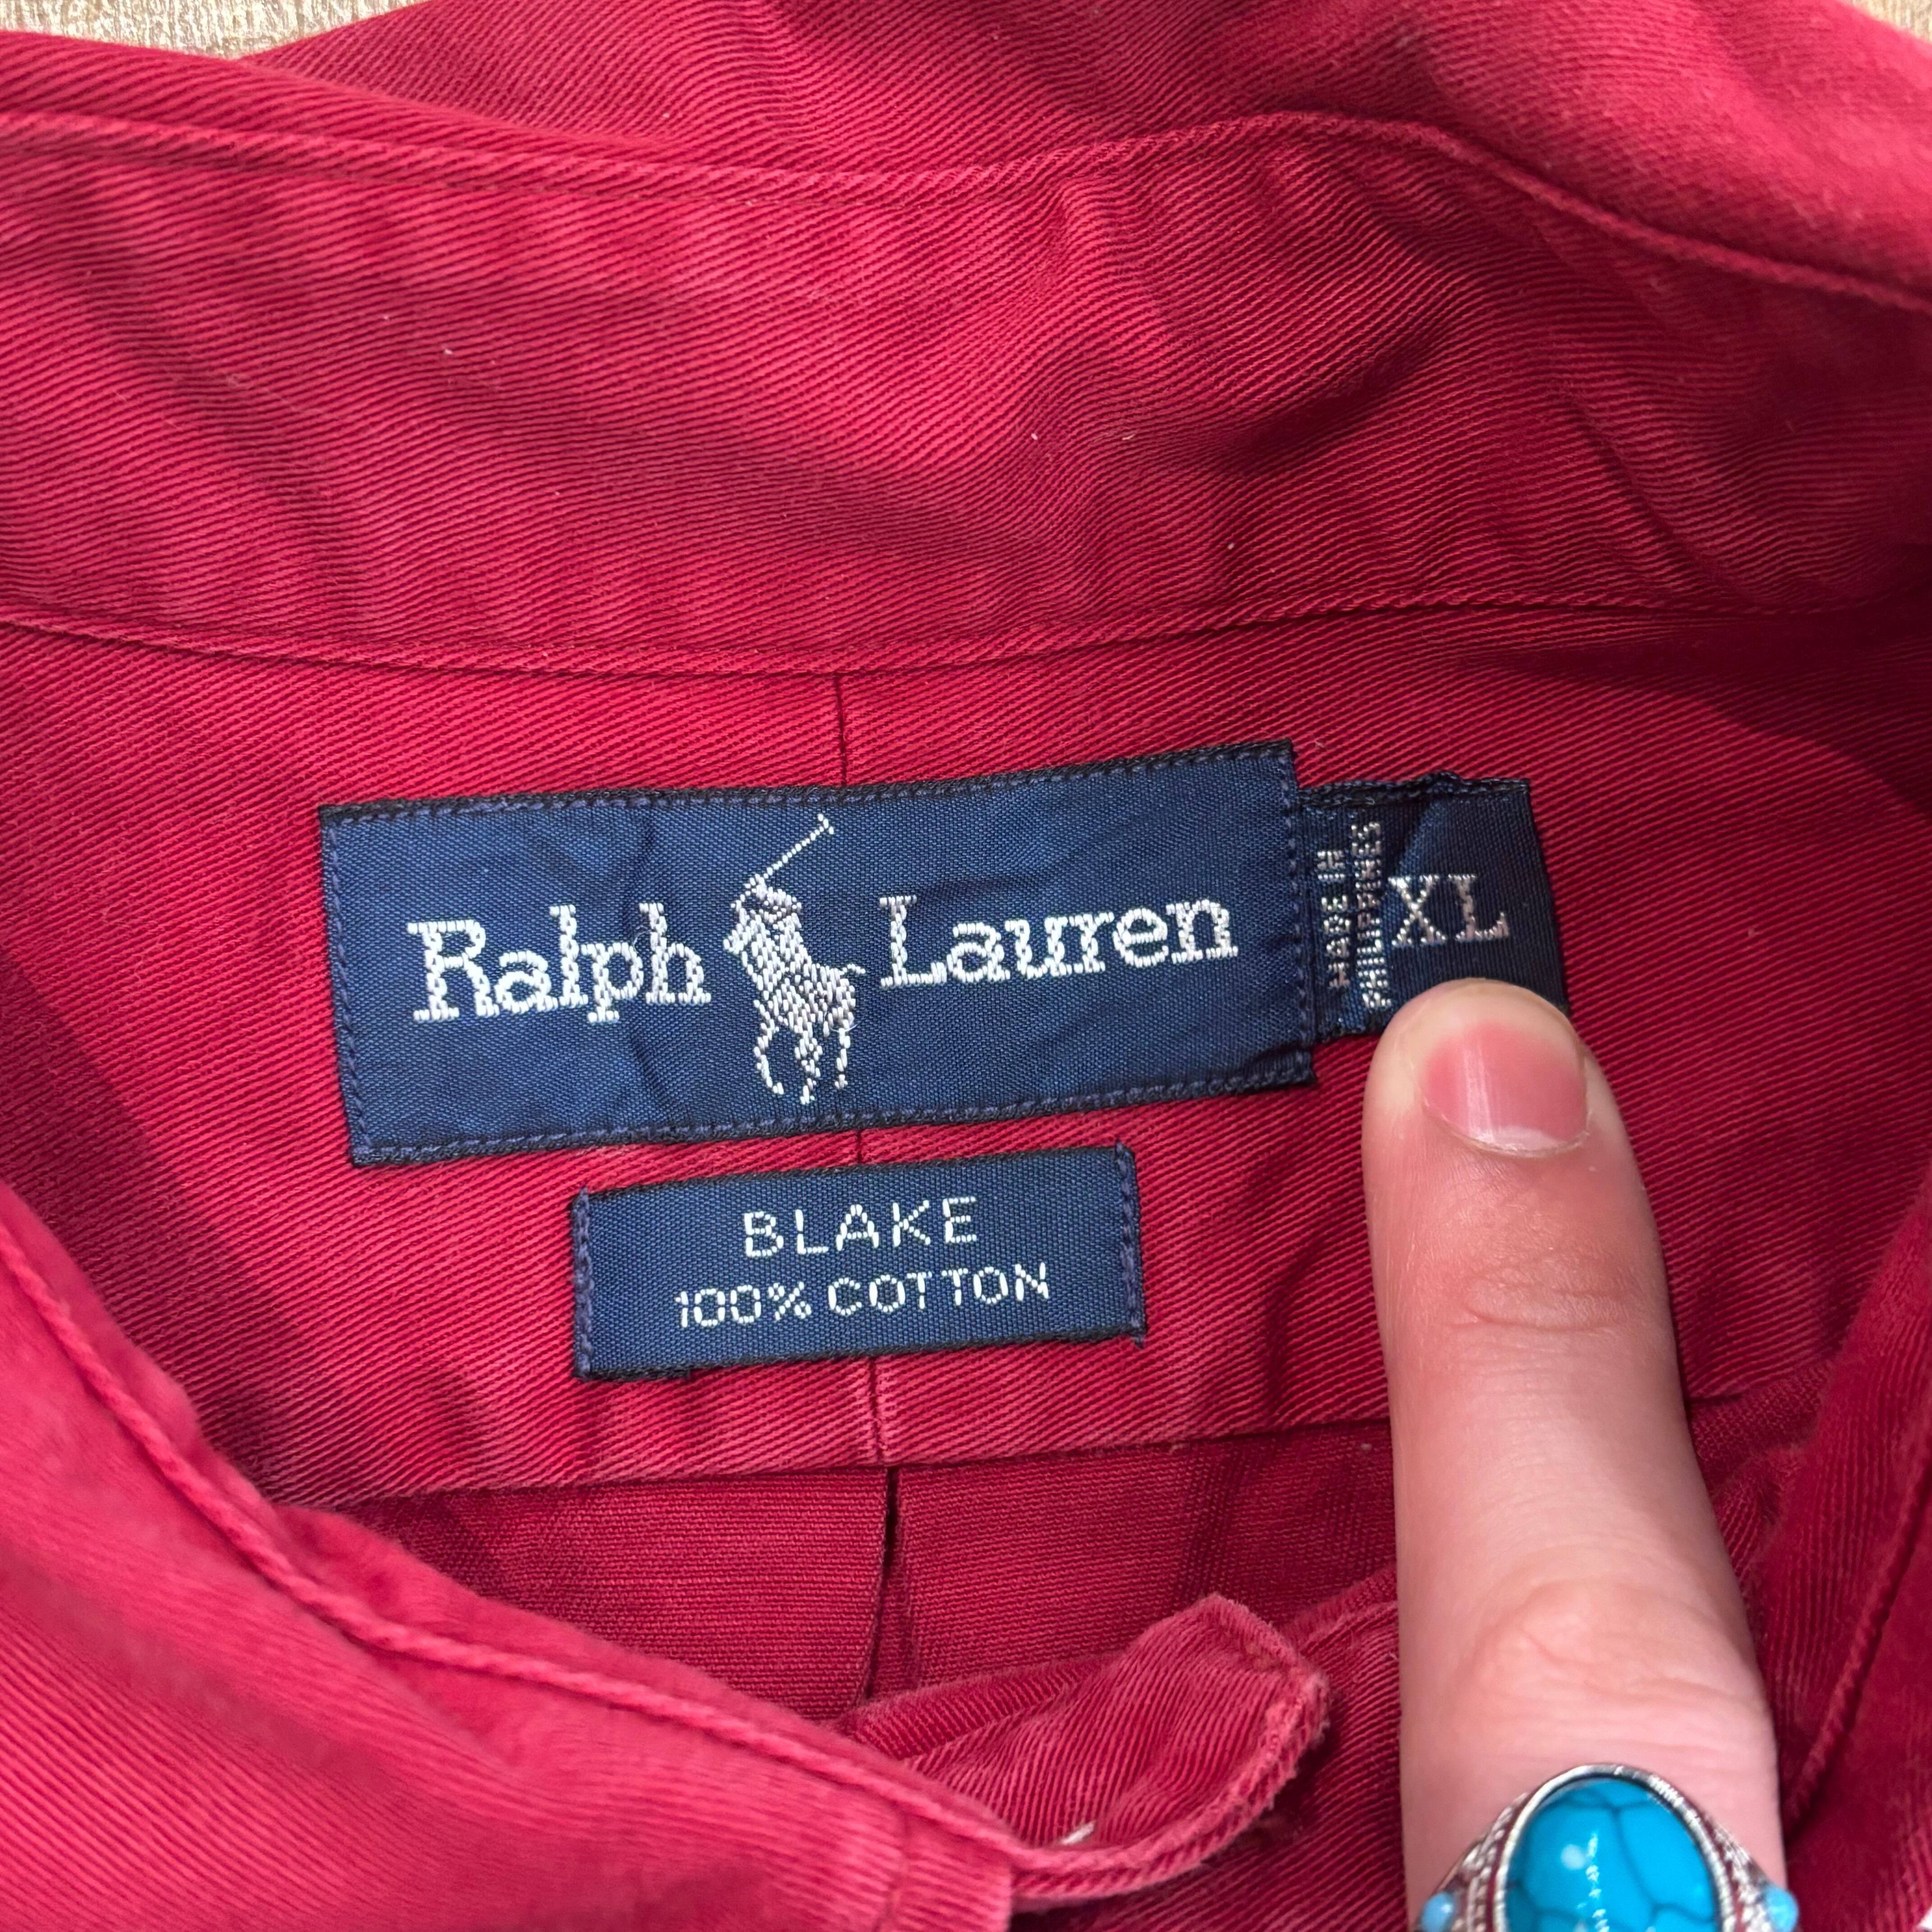 Ralph Lauren
MADE IN
PHILIPPINES
XL
BLAKE
100% COTTON